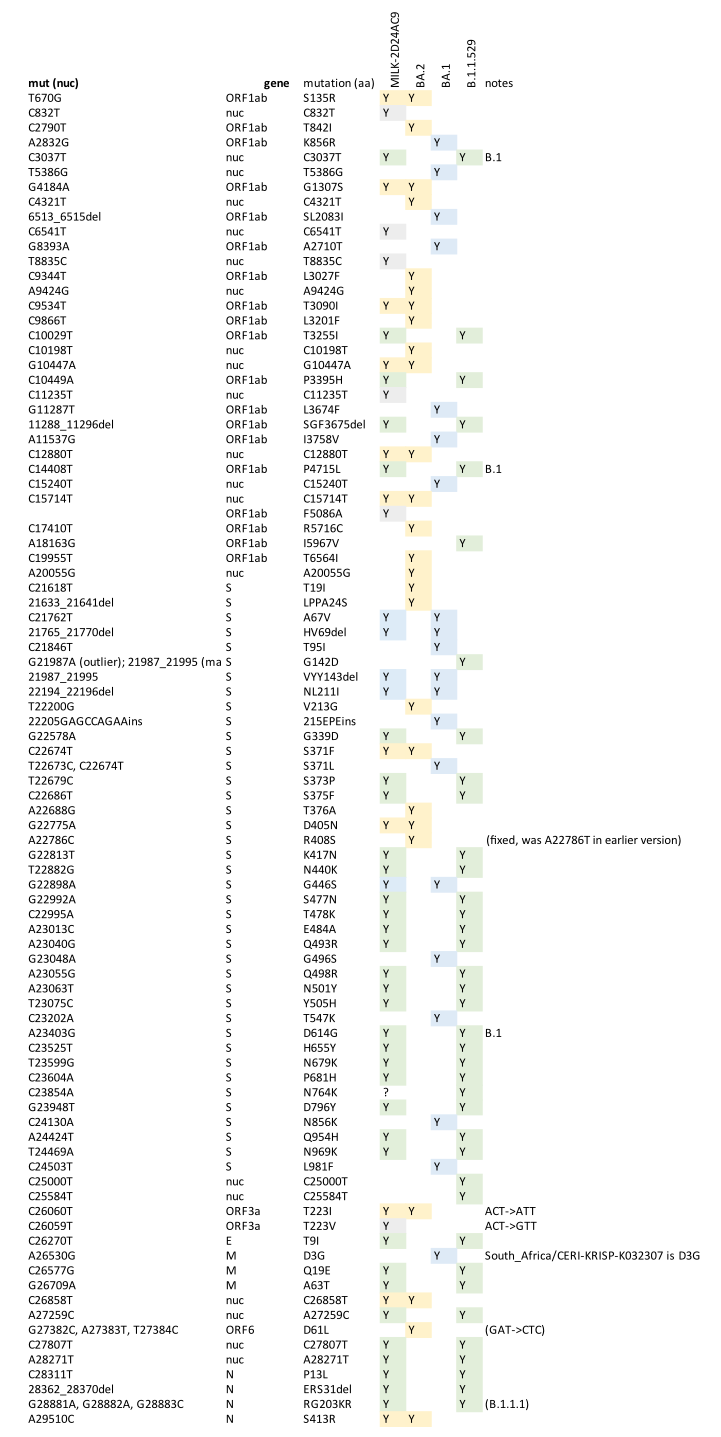 mut (nuc) gene mutation (aa) MILK-2D24AC9 BA.2 BA.1 B.1.1.529 notes
T670G ORF1ab S135R Y Y
C832T nuc C832T Y
C2790T ORF1ab T842I Y
A2832G ORF1ab K856R Y
C3037T nuc C3037T Y Y B.1
T5386G nuc T5386G Y
G4184A ORF1ab G1307S Y Y
C4321T nuc C4321T Y
6513_6515del ORF1ab SL2083I Y
C6541T nuc C6541T Y
G8393A ORF1ab A2710T Y
T8835C nuc T8835C Y
C9344T ORF1ab L3027F Y
A9424G nuc A9424G Y
C9534T ORF1ab T3090I Y Y
C9866T ORF1ab L3201F Y
C10029T ORF1ab T3255I Y Y
C10198T nuc C10198T Y
G10447A nuc G10447A Y Y
C10449A ORF1ab P3395H Y Y
C11235T nuc C11235T Y
G11287T ORF1ab L3674F Y
11288_11296del ORF1ab SGF3675del Y Y
A11537G ORF1ab I3758V Y
C12880T nuc C12880T Y Y
C14408T ORF1ab P4715L Y Y B.1
C15240T nuc C15240T Y
C15714T nuc C15714T Y Y
ORF1ab F5086A Y
C17410T ORF1ab R5716C Y
A18163G ORF1ab I5967V Y
C19955T ORF1ab T6564I Y
A20055G nuc A20055G Y
C21618T S T19I Y
21633_21641del S LPPA24S Y
C21762T S A67V Y Y
21765_21770del S HV69del Y Y
C21846T S T95I Y
G21987A (outlier); 21987_21995 (ma S G142D Y
21987_21995 S VYY143del Y Y
22194_22196del S NL211I Y Y
T22200G S V213G Y
22205GAGCCAGAAins S 215EPEins Y
G22578A S G339D Y Y
C22674T S S371F Y Y
T22673C, C22674T S S371L Y
T22679C S S373P Y Y
C22686T S S375F Y Y
A22688G S T376A Y
G22775A S D405N Y Y
A22786C S R408S Y (fixed, was A22786T in earlier version)
G22813T S K417N Y Y
T22882G S N440K Y Y
G22898A S G446S Y Y
G22992A S S477N Y Y
C22995A S T478K Y Y
A23013C S E484A Y Y
A23040G S Q493R Y Y
G23048A S G496S Y
A23055G S Q498R Y Y
A23063T S N501Y Y Y
T23075C S Y505H Y Y
C23202A S T547K Y
A23403G S D614G Y Y B.1
C23525T S H655Y Y Y
T23599G S N679K Y Y
C23604A S P681H Y Y
C23854A S N764K ? Y
G23948T S D796Y Y Y
C24130A S N856K Y
A24424T S Q954H Y Y
T24469A S N969K Y Y
C24503T S L981F Y
C25000T nuc C25000T Y
C25584T nuc C25584T Y
C26060T ORF3a T223I Y Y ACT->ATT
C26059T ORF3a T223V Y ACT->GTT
C26270T E T9I Y Y
A26530G M D3G Y South_Africa/CERI-KRISP-K032307 is D3G
C26577G M Q19E Y Y
G26709A M A63T Y Y
C26858T nuc C26858T Y Y
A27259C nuc A27259C Y Y
G27382C, A27383T, T27384C ORF6 D61L Y (GAT->CTC)
C27807T nuc C27807T Y Y
A28271T nuc A28271T Y Y
C28311T N P13L Y Y
28362_28370del N ERS31del Y Y
G28881A, G28882A, G28883C N RG203KR Y Y (B.1.1.1)
A29510C N S413R Y Y